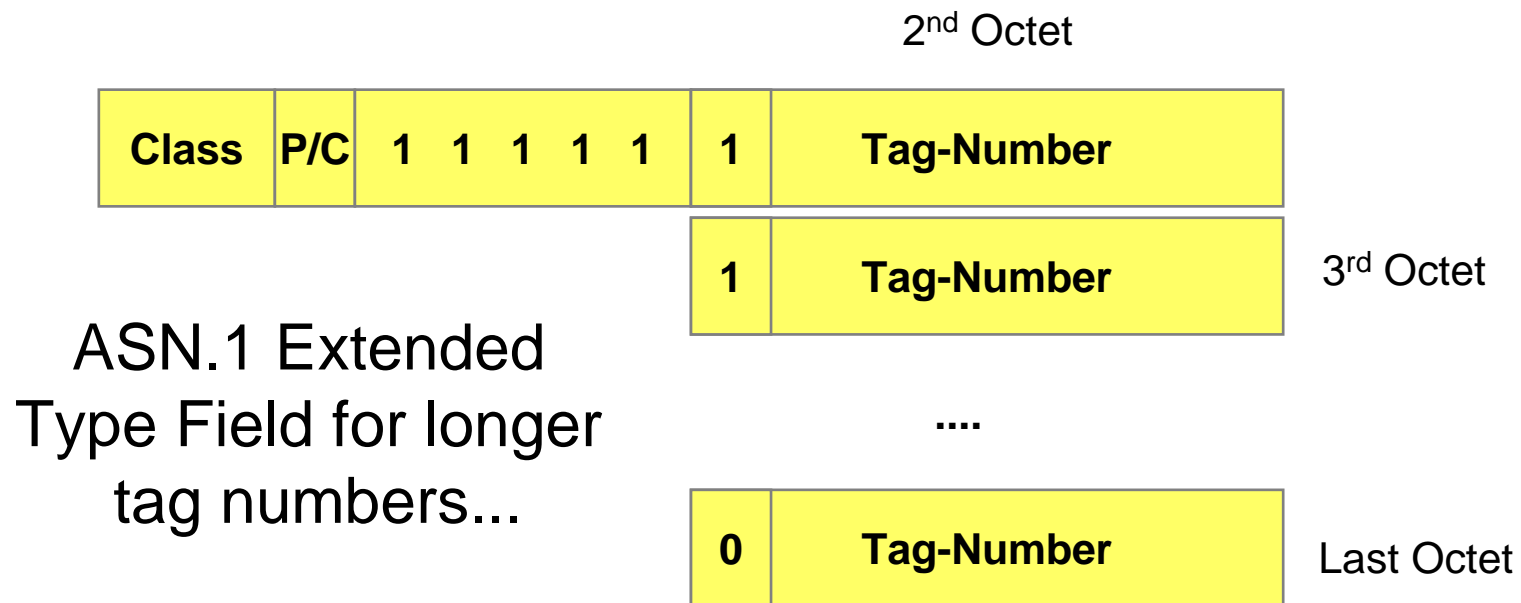 2nd Octet
Class P/C 1 1 1 1 1 1 Tag-Number
1 Tag-Number 3rd Octet
ASN.1 Extended
Type Field for longer
tag numbers...
....
0 Tag-Number Last Octet